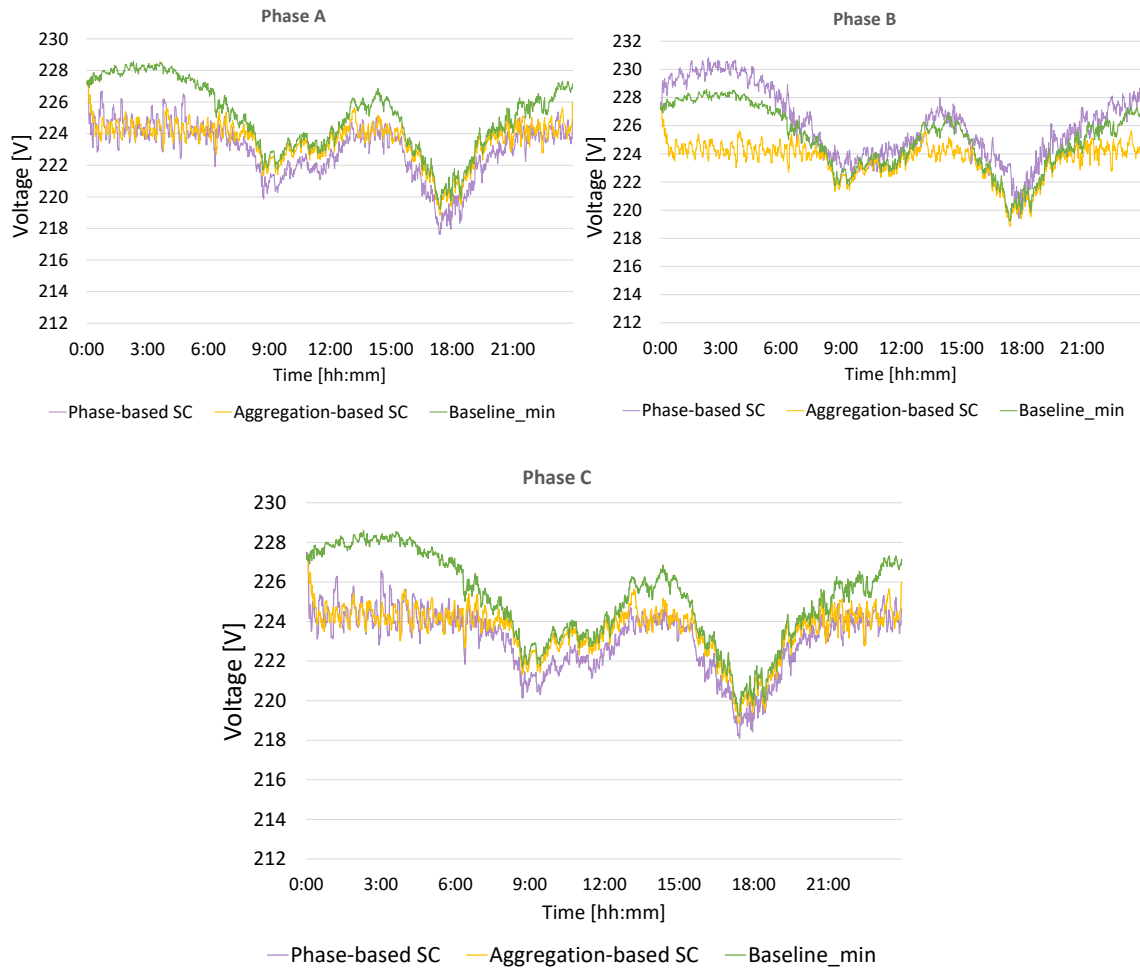 Phase A
230
228
226
224
222
220
218
216
214
212
Voltage [V]
0:00 3:00 6:00 9:00 12:00 15:00 18:00 21:00
Time [hh:mm]
Phase-based SC Aggregation-based SC Baseline_min
Phase B
232
230
228
226
224
222
220
218
216
214
212
Voltage [V]
0:00 3:00 6:00 9:00 12:00 15:00 18:00 21:00
Time [hh:mm]
Phase-based SC Aggregation-based SC Baseline_min
Phase C
230
228
226
224
222
220
218
216
214
212
Voltage [V]
0:00 3:00 6:00 9:00 12:00 15:00 18:00 21:00
Time [hh:mm]
Phase-based SC Aggregation-based SC Baseline_min